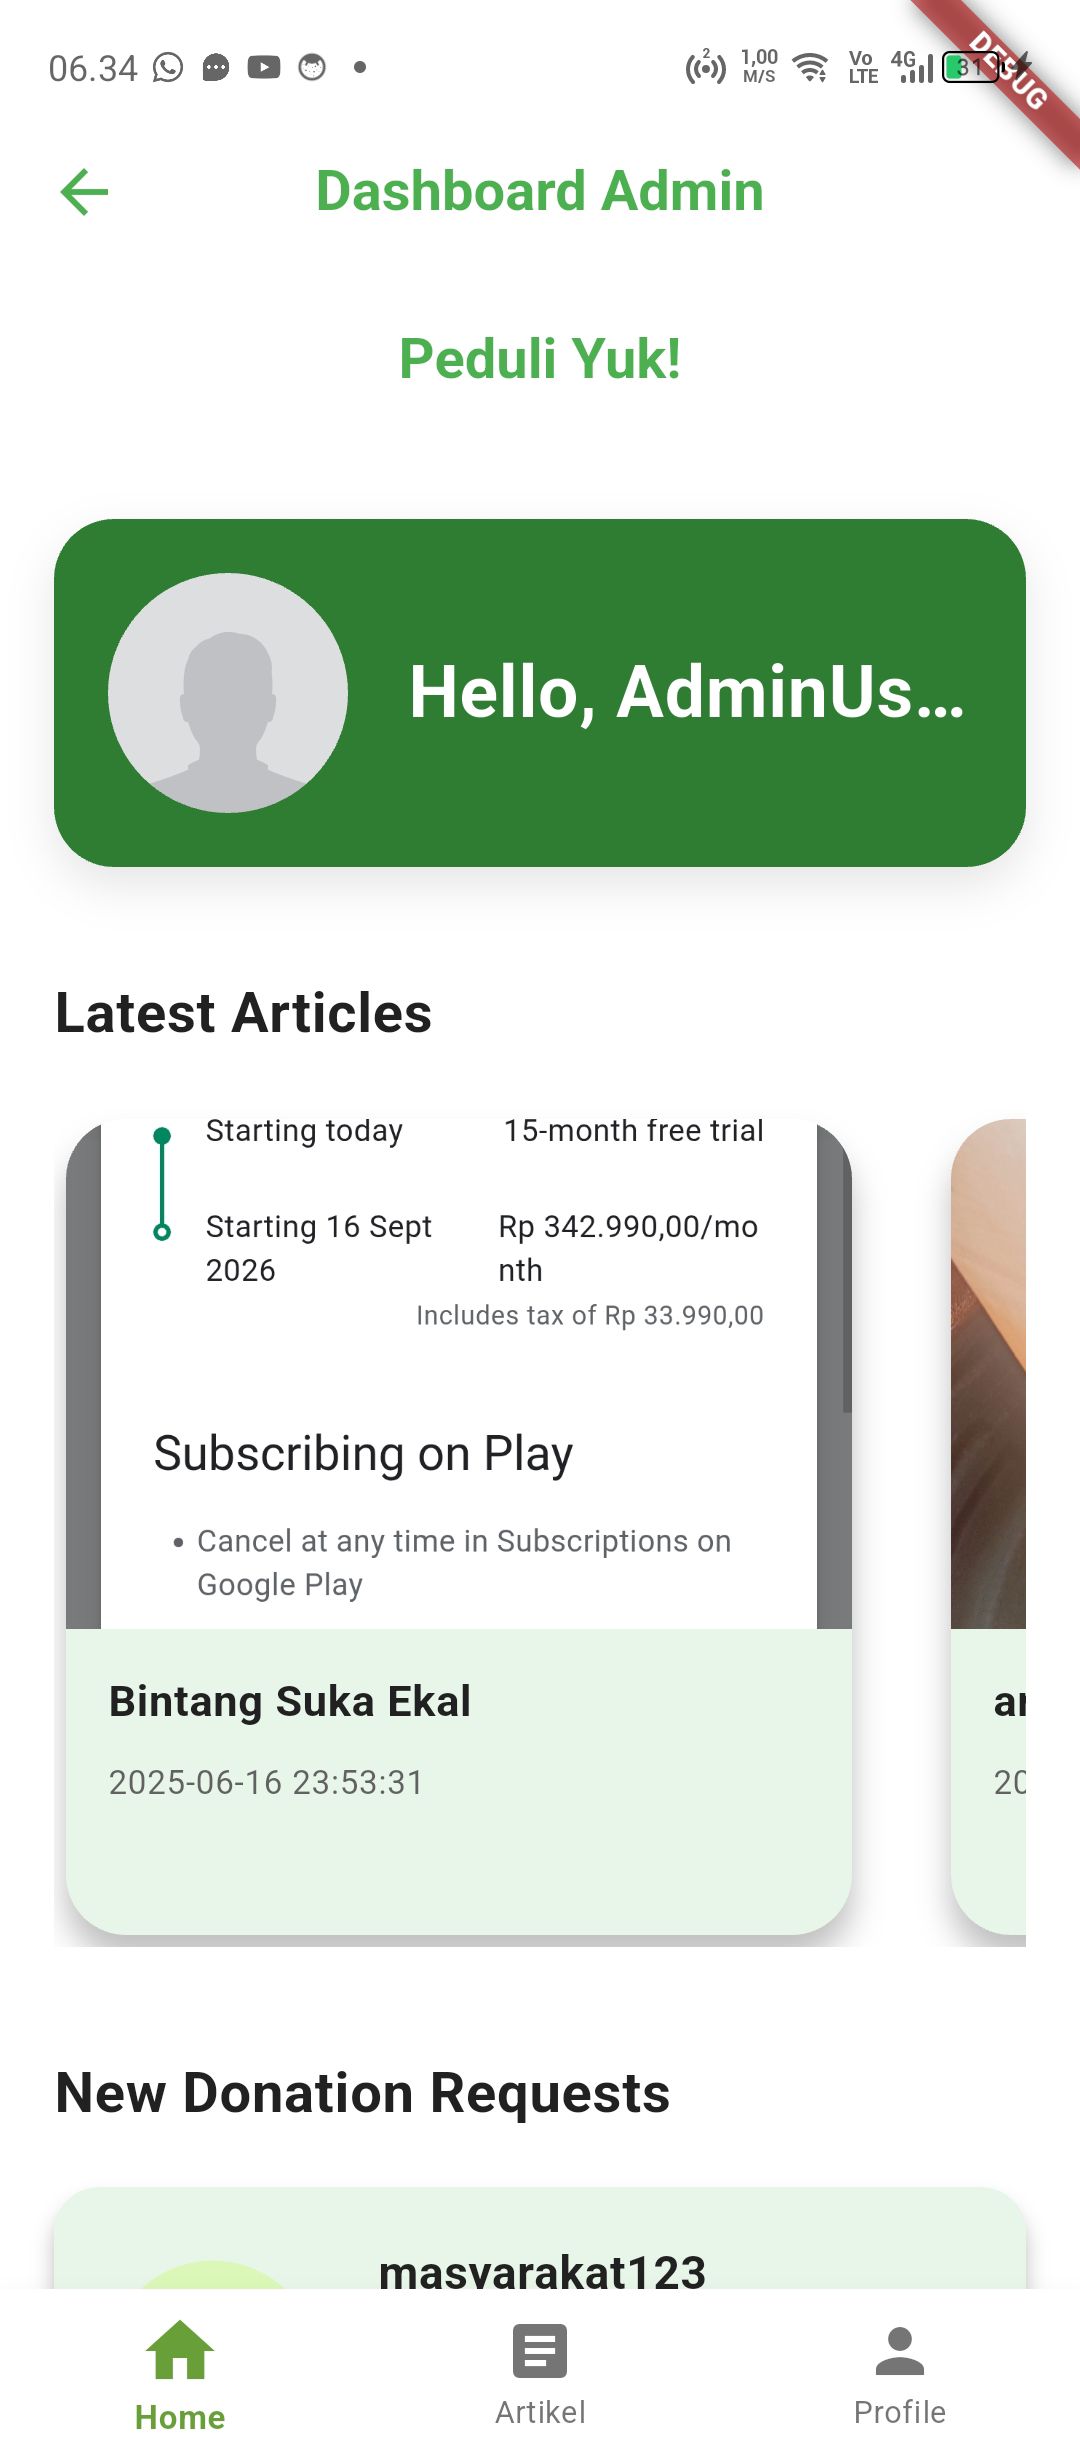 06.34
2
1,00
M/S
Vo
LTE
4G
31
DEBUG
Dashboard Admin
Peduli Yuk!
Hello, AdminUs...
Latest Articles
Starting today 15-month free trial
Starting 16 Sept Rp 342.990,00/mo
2026 nth
Includes tax of Rp 33.990,00
Subscribing on Play
• Cancel at any time in Subscriptions on
Google Play
Bintang Suka Ekal
2025-06-16 23:53:31
New Donation Requests
masyarakat123
Home
Artikel
Profile